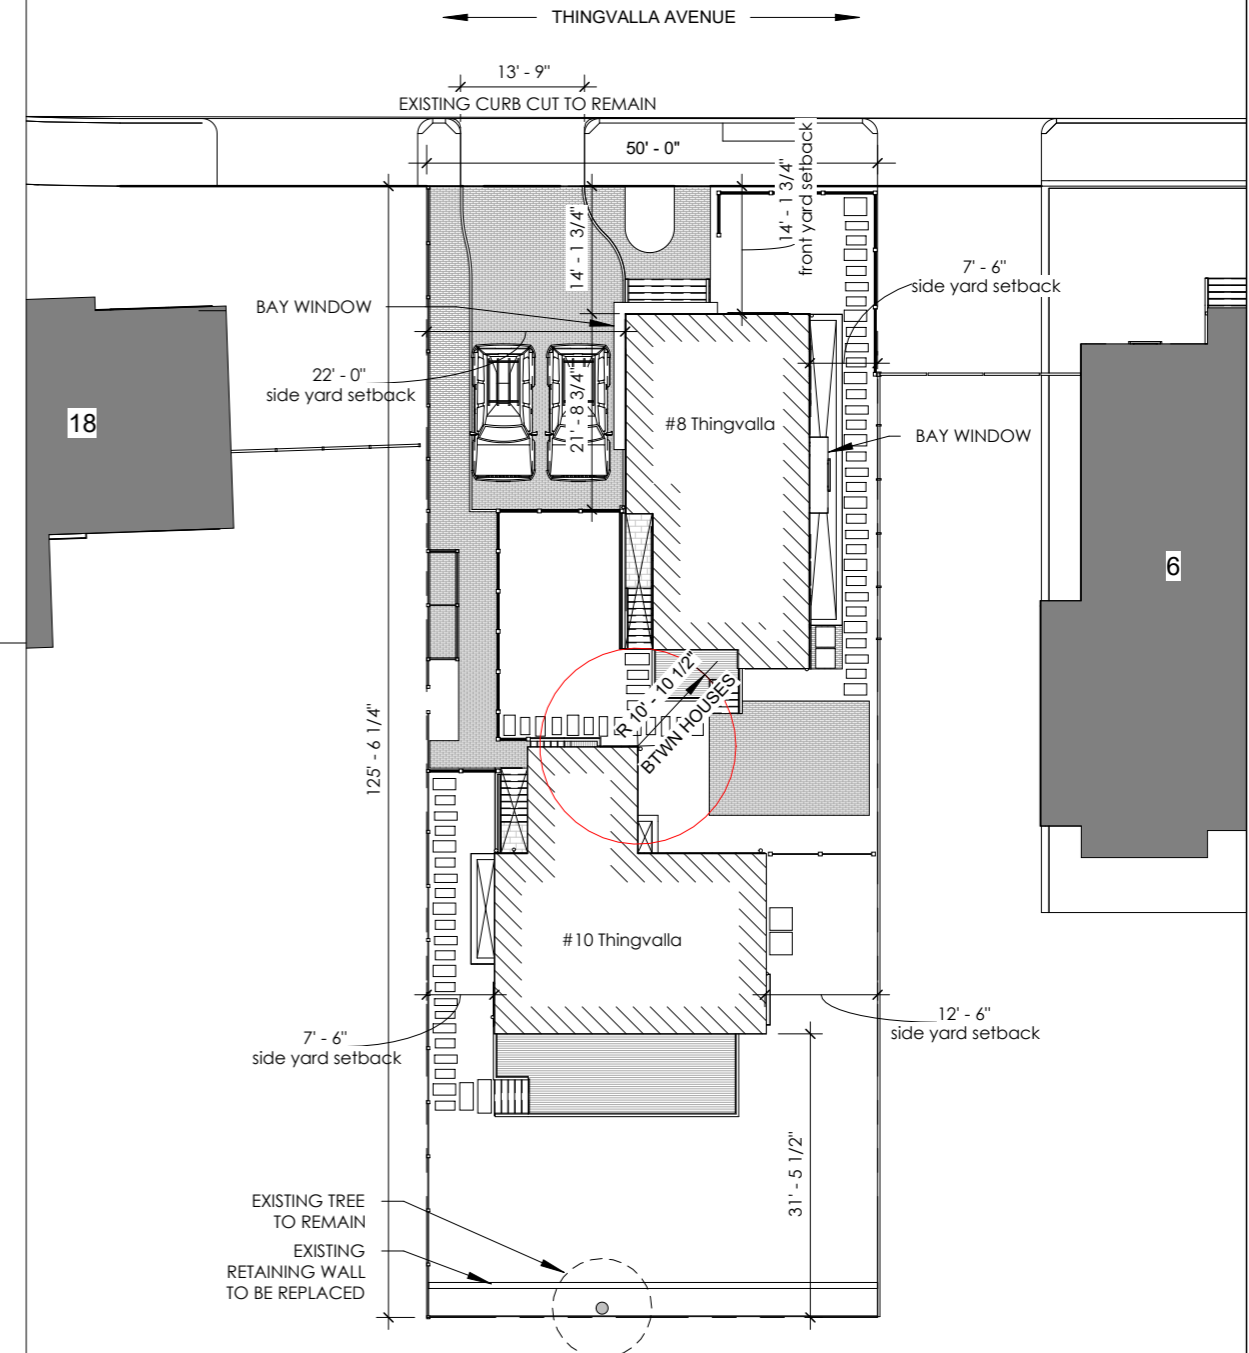 THINGVALLA AVENUE
13' - 9"
EXISTING CURB CUT TO REMAIN
50' - 0"
14' - 1 3/4"
14' - 1 3/4"
front yard setback
7' - 6"
side yard setback
BAY WINDOW
22' - 0"
side yard setback
21' - 8 3/4"
18
#8 Thingvalla
BAY WINDOW
6
R 10' - 10 1/2"
BTWN HOUSES
125' - 6 1/4"
#10 Thingvalla
7' - 6"
side yard setback
12' - 6"
side yard setback
31' - 5 1/2"
EXISTING TREE
TO REMAIN
EXISTING
RETAINING WALL
TO BE REPLACED